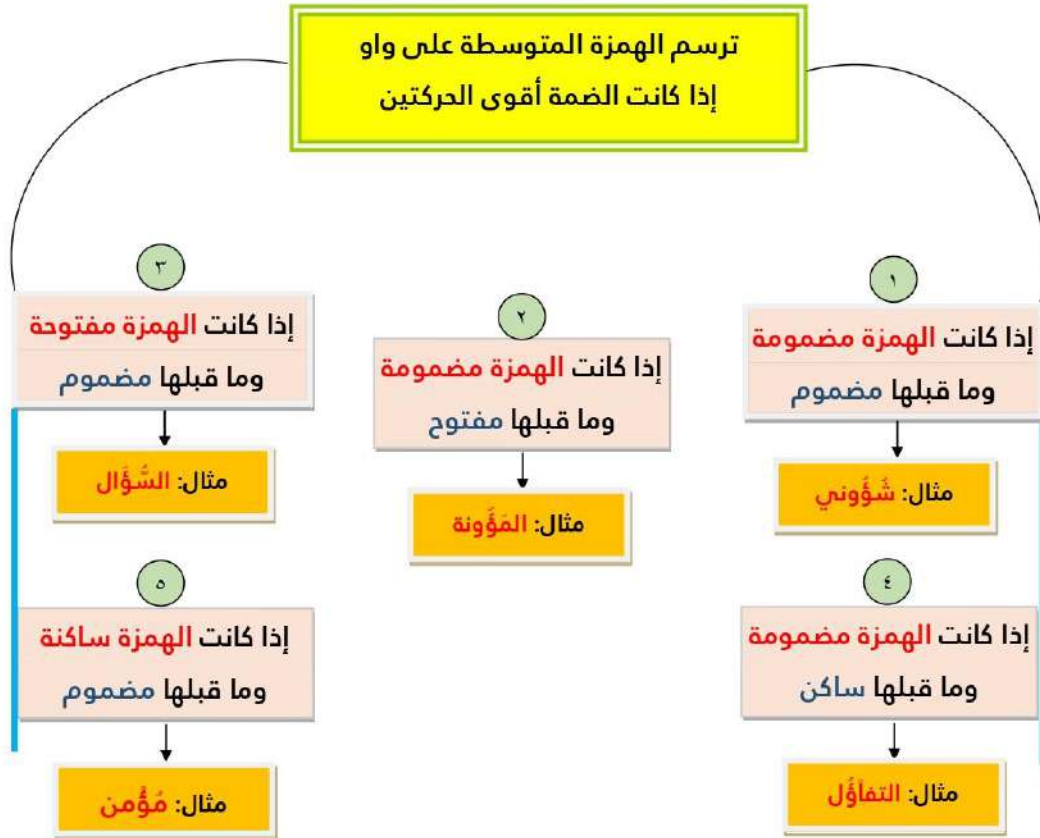 ترسم الهمزة المتوسطة على واو
إذا كانت الضمة أقوى الحركتين
١
إذا كانت الهمزة مضمومة
وما قبلها مضموم
مثال: شُؤُوني
٢
إذا كانت الهمزة مضمومة
وما قبلها مفتوح
مثال: المَؤُونة
٣
إذا كانت الهمزة مفتوحة
وما قبلها مضموم
مثال: السُّؤَال
٤
إذا كانت الهمزة مضمومة
وما قبلها ساكن
مثال: التفاؤُل
٥
إذا كانت الهمزة ساكنة
وما قبلها مضموم
مثال: مُؤْمن